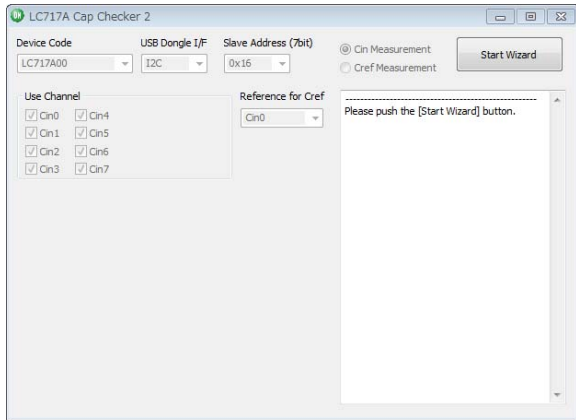 ON LC717A Cap Checker 2
Device Code USB Dongle I/F Slave Address (7bit)
LC717A00 I2C 0x16
Cin Measurement
Cref Measurement
Start Wizard
Use Channel
Cin0 Cin4
Cin1 Cin5
Cin2 Cin6
Cin3 Cin7
Reference for Cref
Cin0
----------------------------------------------------
Please push the [Start Wizard] button.